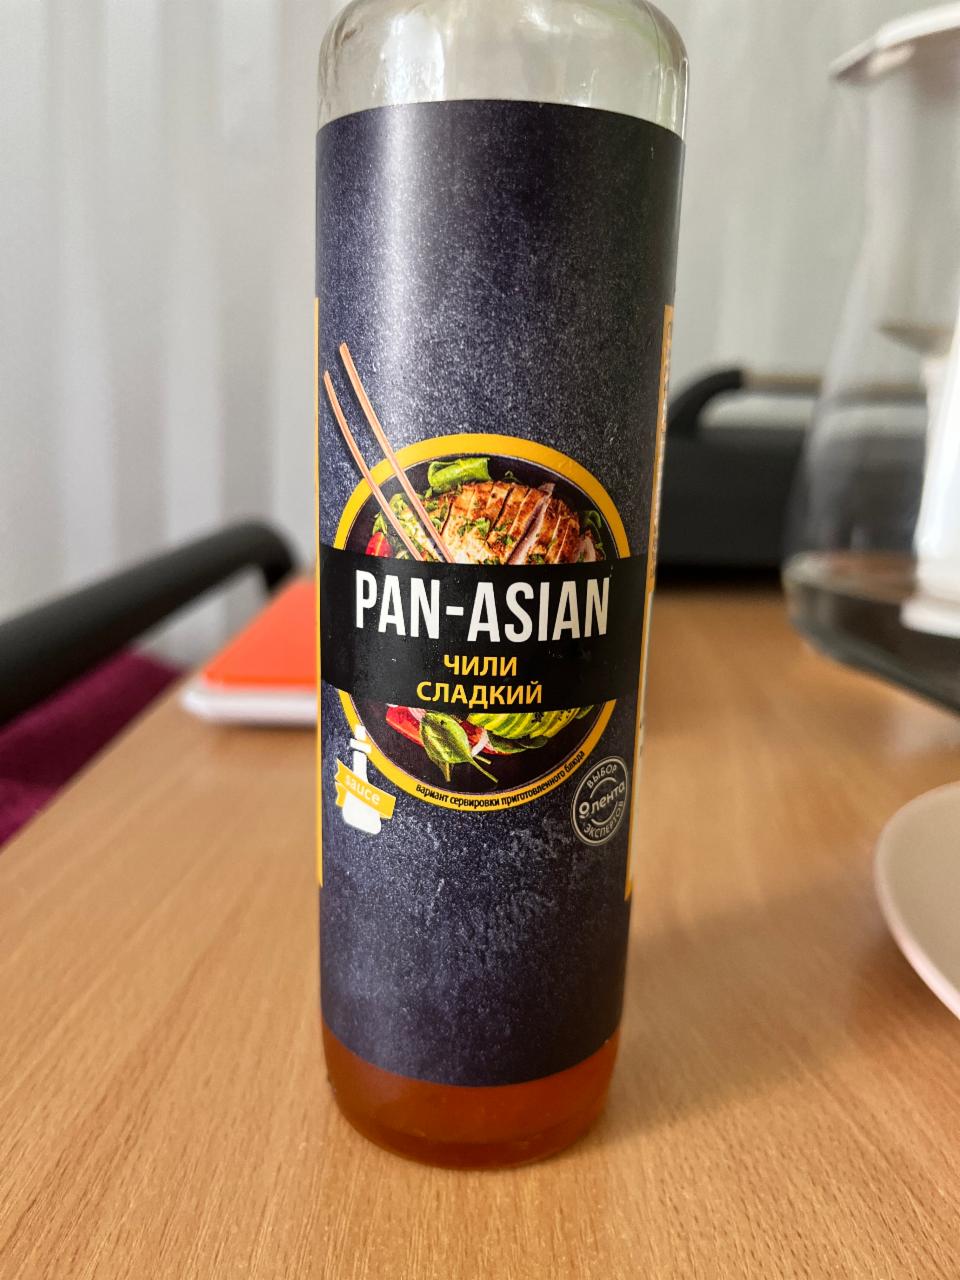 PAN-ASIAN
ЧИЛИ
СЛАДКИЙ
sauce
вариант сервировки приготовленного блюда
ВЫБОР
лента
ЭКСПЕРТОВ